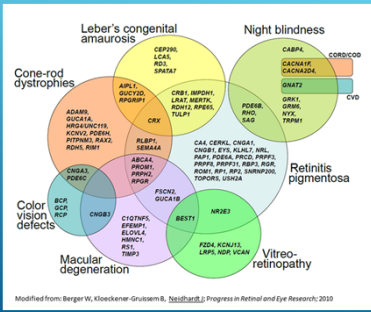 Leber's congenital
amaurosis
Night blindness
Cone-rod
dystrophies
CEP290,
LCA5,
RD3,
SPATA7
CABP4,
CORD/COD
CACNA1F,
CACNA2D4,
GNAT2
CVD
GRK1,
GRM6,
NYX,
TRPM1
AIPL1,
GUCY2D,
RPGRIP1
CRB1, IMPDH1,
LRAT, MERTK,
RDH12, RPE65,
TULP1
PDE6B,
RHO,
SAG
ADAM9,
GUCA1A,
HRG4/UNC119,
KCNV2, PDE6H,
PITPNM3, RAX2,
RDH5, RIM1
CRX
RLBP1,
SEMA4A
CA4, CERKL, CNGA1,
CNGB1, EYS, KLHL7, NRL,
PAP1, PDE6A, PRCD, PRPF3,
PRPF8, PRPF31, RBP3, RGR,
ROM1, RP1, RP2, SNRNP200,
TOPORS, USH2A
Retinitis
pigmentosa
ABCA4,
PROM1,
PRPH2,
RPGR
CNGA3,
PDE6C
FSCN2,
GUCA1B
BCP,
GCP,
RCP
CNGB3
Color
vision
defects
C1QTNF5,
EFEMP1,
ELOVL4,
HMNC1,
RS1,
TIMP3
BEST1
NR2E3
FZD4, KCNJ13,
LRP5, NDP, VCAN
Macular
degeneration
Vitreo-
retinopathy
Modified from: Berger W, Kloeckener-Gruissem B, Neidhardt J; Progress in Retinal and Eye Research; 2010